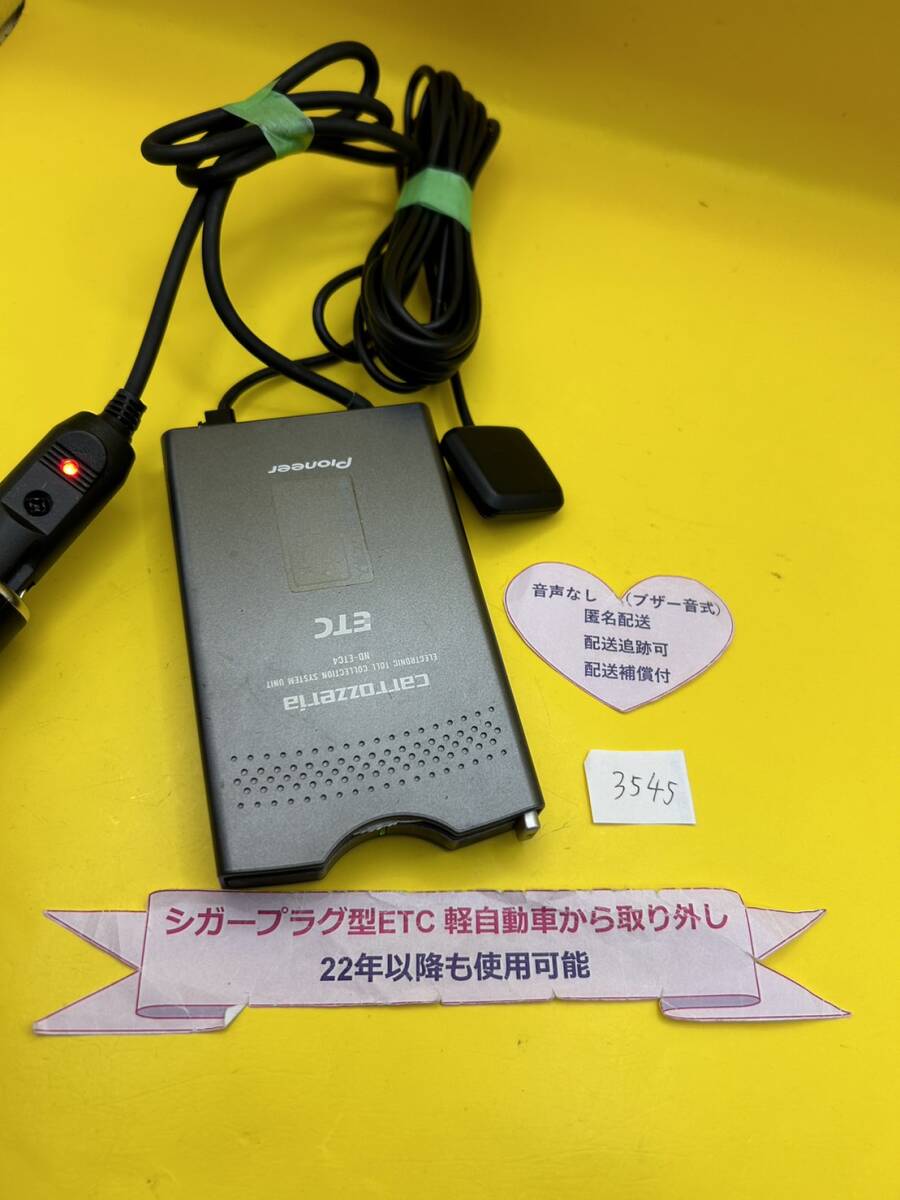 Pioneer
ETC
ND-ETC4
ELECTRONIC TOLL COLLECTION SYSTEM UNIT
carrozzeria
音声なし (ブザー音式)
匿名配送
配送追跡可
配送補償付
3545
シガープラグ型ETC 軽自動車から取り外し
22年以降も使用可能